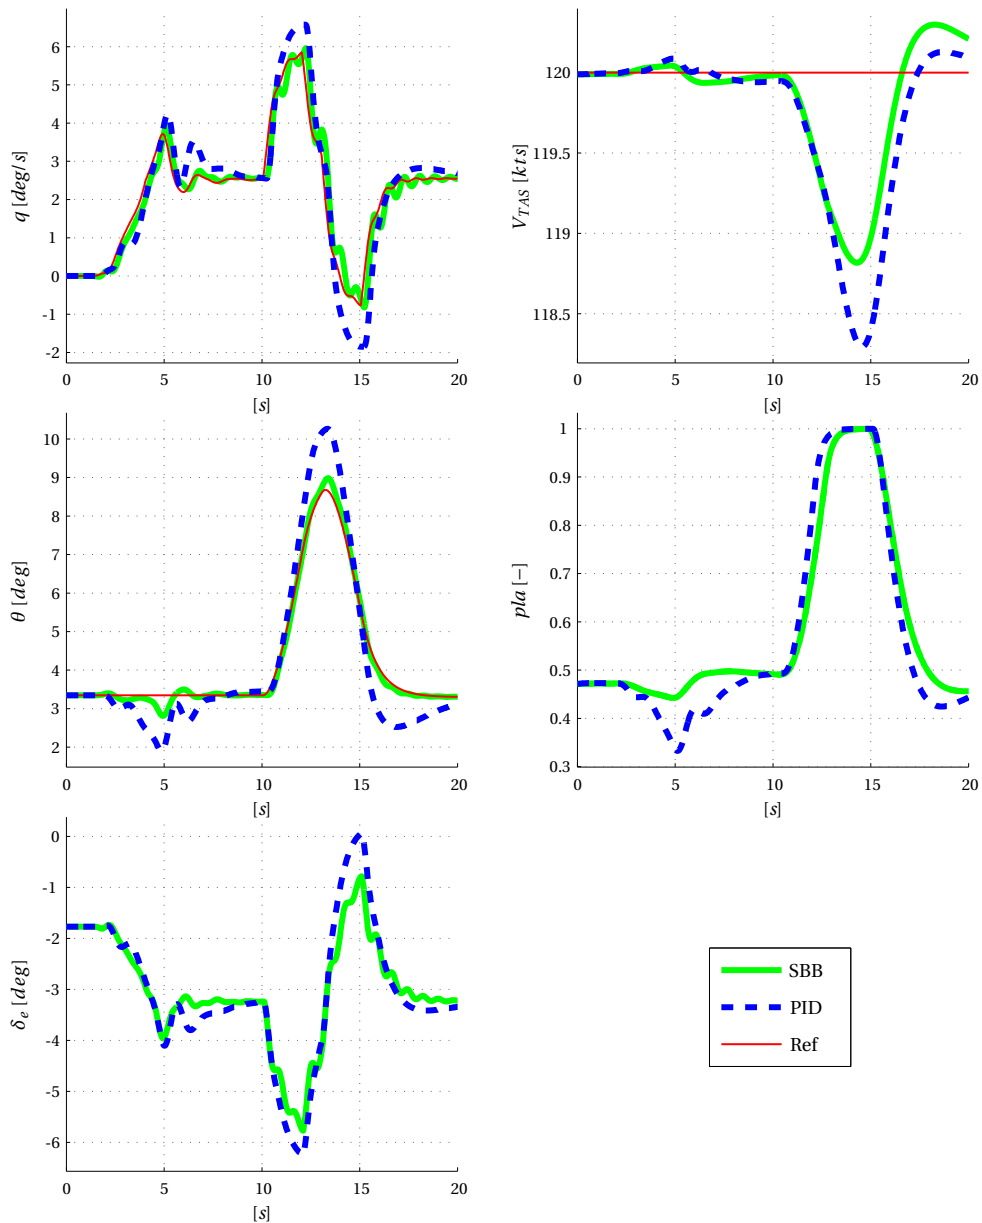 q [deg/s]
6
5
4
3
2
1
0
-1
-2
0 5 10 15 20
[s]
V_TAS [kts]
120
119.5
119
118.5
0 5 10 15 20
[s]
θ [deg]
10
9
8
7
6
5
4
3
2
0 5 10 15 20
[s]
pla [−]
1
0.9
0.8
0.7
0.6
0.5
0.4
0.3
0 5 10 15 20
[s]
δ_e [deg]
0
-1
-2
-3
-4
-5
-6
0 5 10 15 20
[s]
SBB
PID
Ref